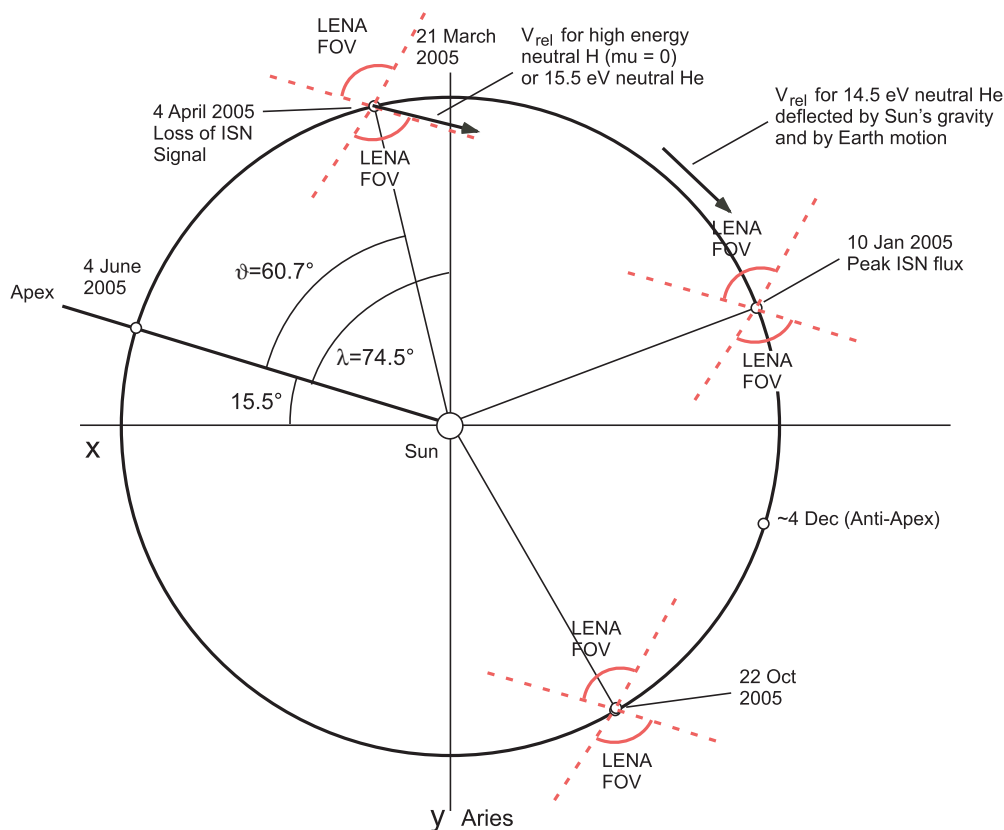 LENA
FOV
21 March
2005
V_rel for high energy
neutral H (mu = 0)
or 15.5 eV neutral He
V_rel for 14.5 eV neutral He
deflected by Sun's gravity
and by Earth motion
4 April 2005
Loss of ISN
Signal
LENA
FOV
LENA
FOV
10 Jan 2005
Peak ISN flux
4 June
2005
Apex
ϑ=60.7°
λ=74.5°
LENA
FOV
15.5°
Sun
x
~4 Dec (Anti-Apex)
LENA
FOV
22 Oct
2005
LENA
FOV
y Aries